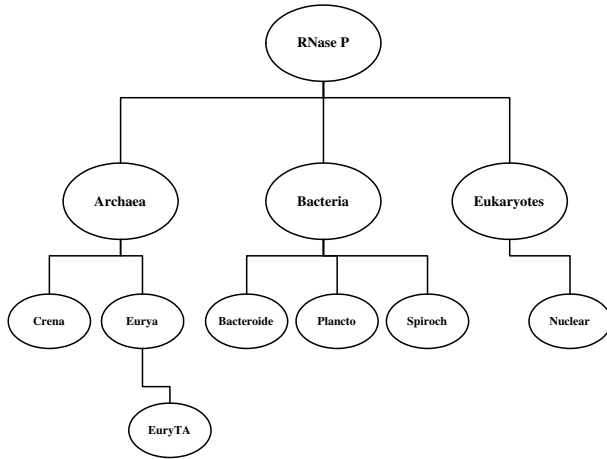 RNase P
Archaea
Bacteria
Eukaryotes
Crena
Eurya
Bacteroide
Plancto
Spiroch
Nuclear
EuryTA